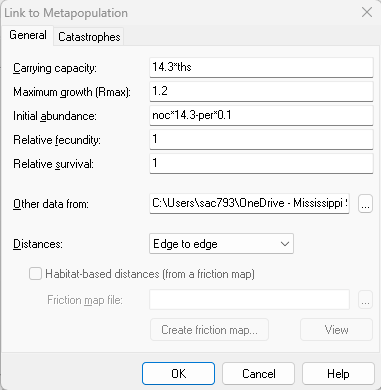 Link to Metapopulation
General Catastrophes
Carrying capacity: 14.3*ths
Maximum growth (Rmax): 1.2
Initial abundance: noc*14.3-per*0.1
Relative fecundity: 1
Relative survival: 1
Other data from: C:\Users\sac793\OneDrive - Mississippi ...
Distances: Edge to edge
Habitat-based distances (from a friction map)
Friction map file: ...
Create friction map... View
OK Cancel Help